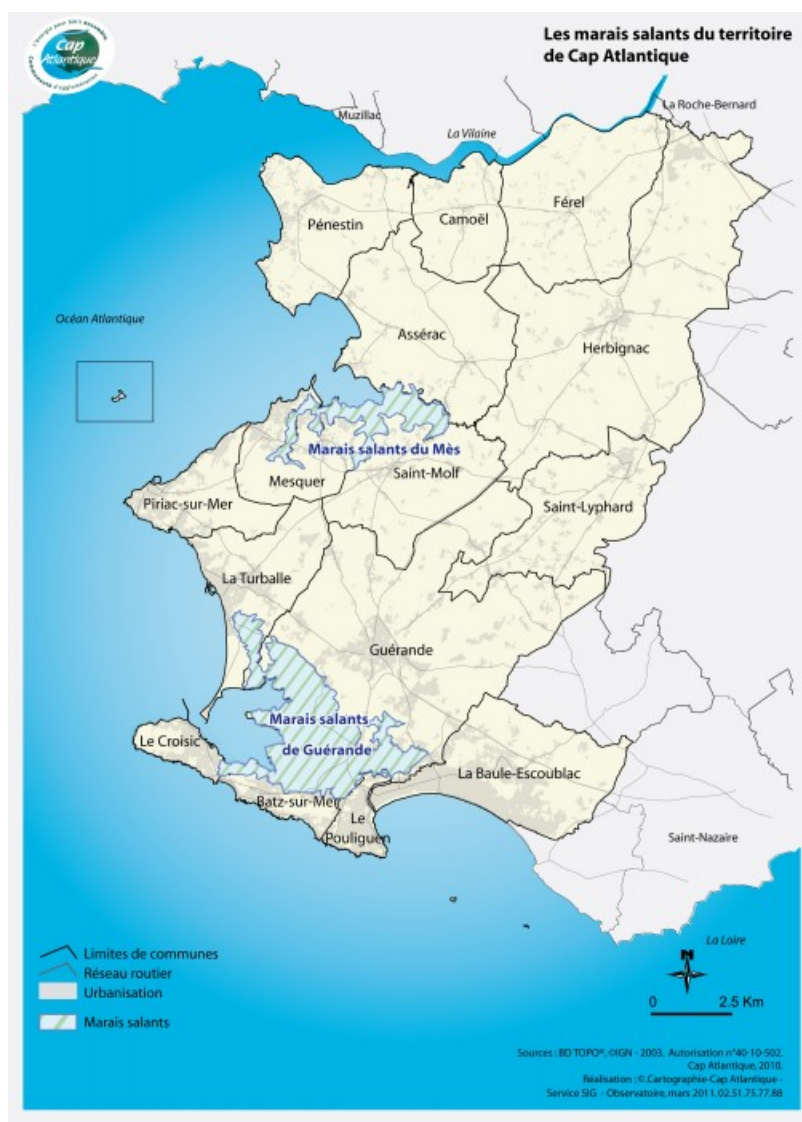 Les marais salants du territoire
de Cap Atlantique
Cap
Atlantique
Communauté d'agglomération
Muzillac
La Roche-Bernard
La Vilaine
Férel
Camoël
Pénestin
Océan Atlantique
Assérac
Herbignac
Marais salants du Mès
Saint-Molf
Mesquer
Piriac-sur-Mer
Saint-Lyphard
La Turballe
Guérande
Marais salants
de Guérande
Le Croisic
La Baule-Escoublac
Batz-sur-Mer
Le
Pouliguen
Saint-Nazaire
La Loire
Limites de communes
Réseau routier
Urbanisation
Marais salants
N
0 2.5 Km
Sources : BD TOPO®, ©IGN - 2003. Autorisation n°40-10-502.
Cap Atlantique, 2010.
Réalisation : ©.Cartographie-Cap Atlantique -
Service SIG - Observatoire, mars 2011. 02.51.75.77.88